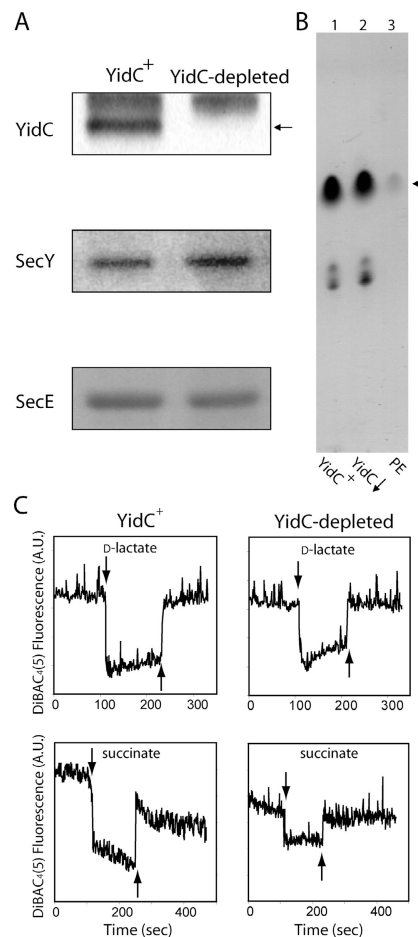 A
YidC⁺ YidC-depleted
YidC
SecY
SecE
B
1 2 3
YidC⁺ YidC↓ PE
C
YidC⁺ YidC-depleted
DiBAC₄(5) Fluorescence (A.U.)
D-lactate
0 100 200 300
D-lactate
0 100 200 300
DiBAC₄(5) Fluorescence (A.U.)
succinate
0 200 400
Time (sec)
succinate
0 200 400
Time (sec)